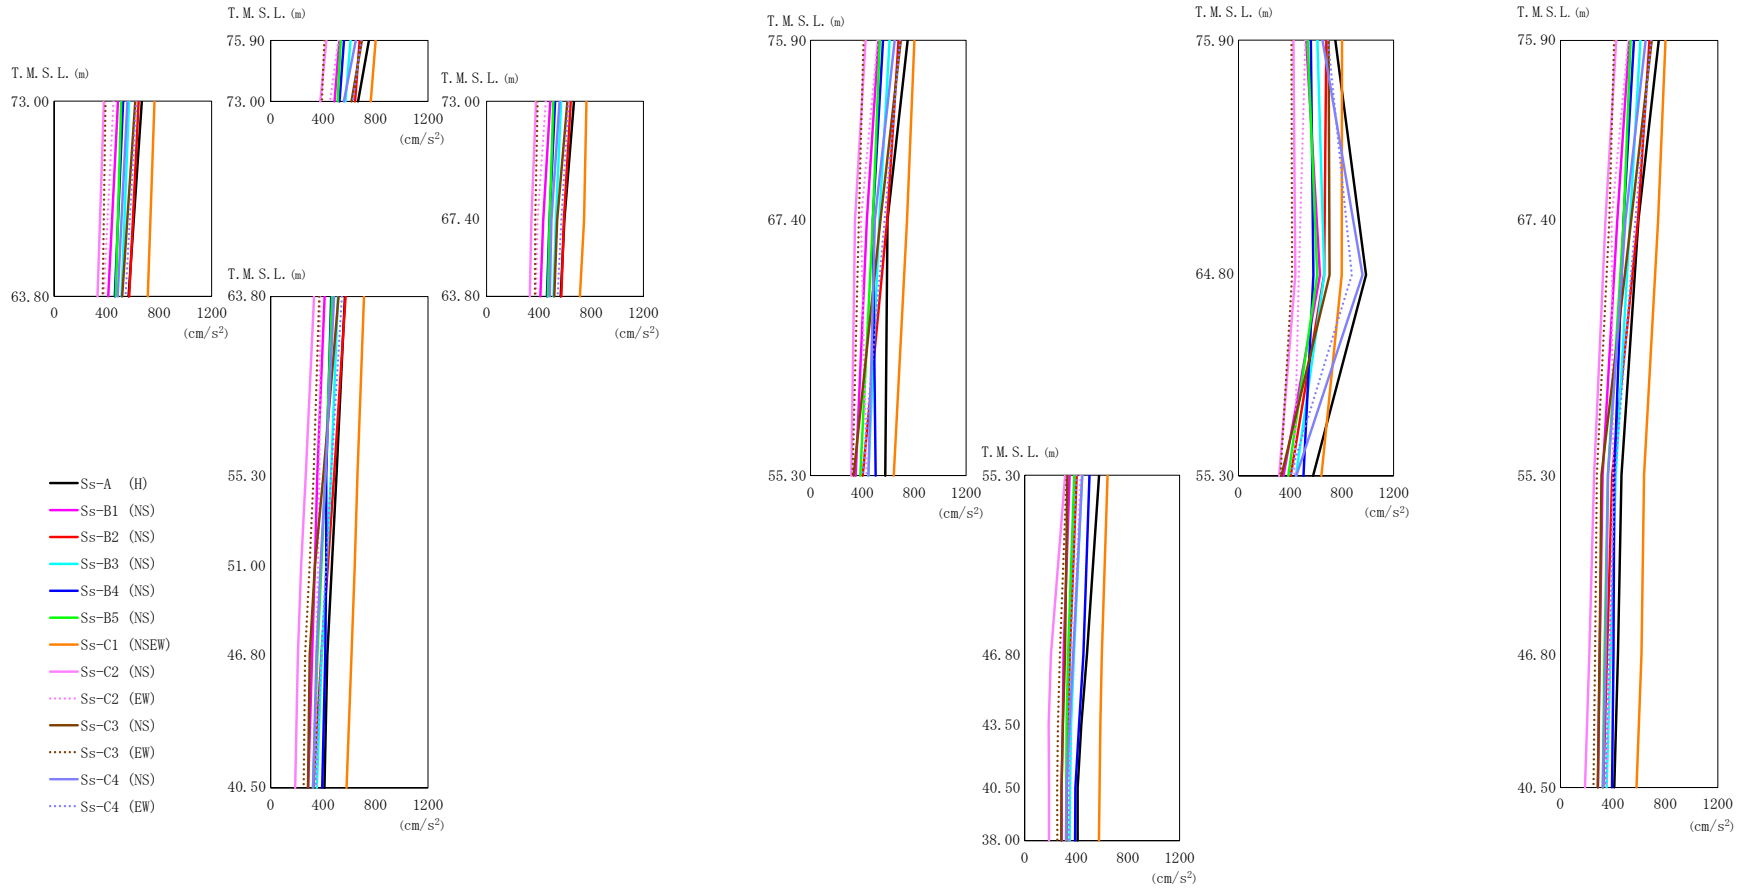 T.M.S.L.(m)
75.90
73.00
0 400 800 1200
(cm/s²)
T.M.S.L.(m)
73.00
63.80
0 400 800 1200
(cm/s²)
T.M.S.L.(m)
73.00
67.40
63.80
0 400 800 1200
(cm/s²)
T.M.S.L.(m)
63.80
55.30
51.00
46.80
40.50
0 400 800 1200
(cm/s²)
Ss-A (H)
Ss-B1 (NS)
Ss-B2 (NS)
Ss-B3 (NS)
Ss-B4 (NS)
Ss-B5 (NS)
Ss-C1 (NSEW)
Ss-C2 (NS)
Ss-C2 (EW)
Ss-C3 (NS)
Ss-C3 (EW)
Ss-C4 (NS)
Ss-C4 (EW)
T.M.S.L.(m)
75.90
67.40
55.30
0 400 800 1200
(cm/s²)
T.M.S.L.(m)
55.30
46.80
43.50
40.50
38.00
0 400 800 1200
(cm/s²)
T.M.S.L.(m)
75.90
64.80
55.30
0 400 800 1200
(cm/s²)
T.M.S.L.(m)
75.90
67.40
55.30
46.80
40.50
0 400 800 1200
(cm/s²)